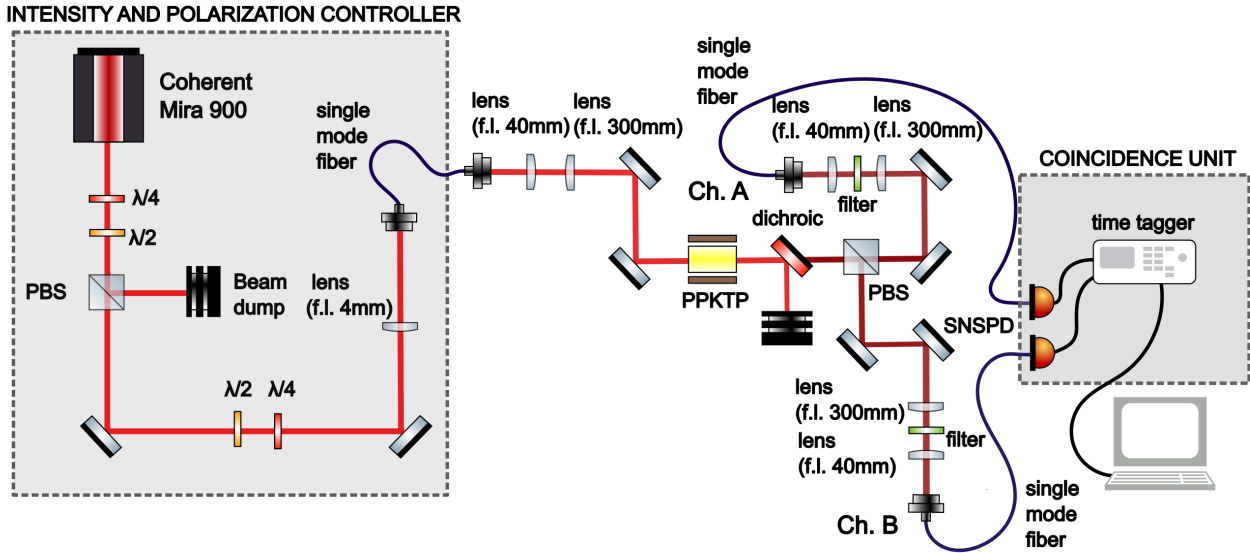 INTENSITY AND POLARIZATION CONTROLLER
Coherent
Mira 900
λ/4
λ/2
PBS
Beam
dump
lens
(f.l. 4mm)
λ/2
λ/4
single
mode
fiber
lens
(f.l. 40mm)
lens
(f.l. 300mm)
PPKTP
dichroic
PBS
single
mode
fiber
lens
(f.l. 40mm)
lens
(f.l. 300mm)
Ch. A
filter
lens
(f.l. 300mm)
filter
lens
(f.l. 40mm)
Ch. B
single
mode
fiber
COINCIDENCE UNIT
time tagger
SNSPD